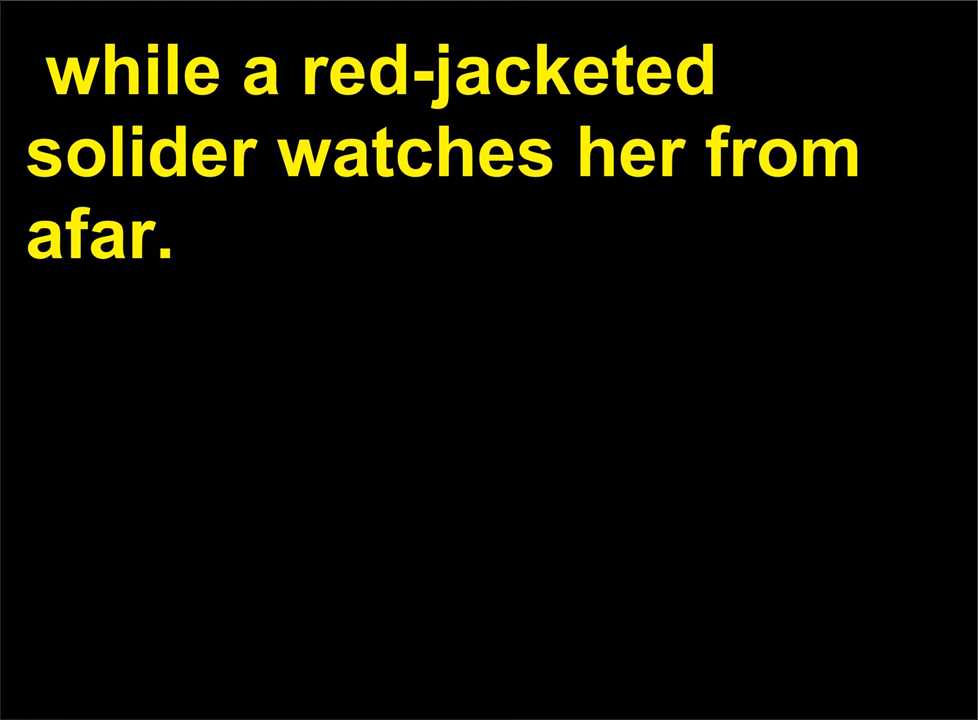 while a red-jacketed
solider watches her from
afar.